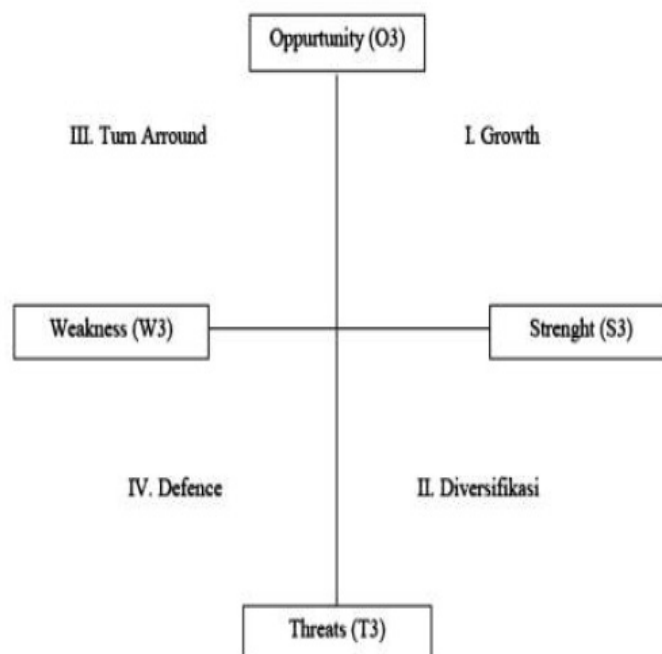 Oppurtunity (O3)
III. Turn Arround
I. Growth
Weakness (W3)
Strenght (S3)
IV. Defence
II. Diversifikasi
Threats (T3)